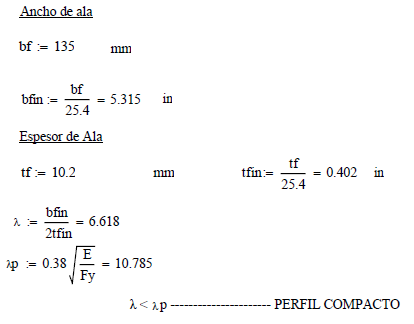 Ancho de ala
bf := 135 mm
bfin := bf/25.4 = 5.315 in
Espesor de Ala
tf := 10.2 mm tfin:= tf/25.4 = 0.402 in
λ := bfin/2tfin = 6.618
λp := 0.38√(E/Fy) = 10.785
λ < λp ---------------------- PERFIL COMPACTO